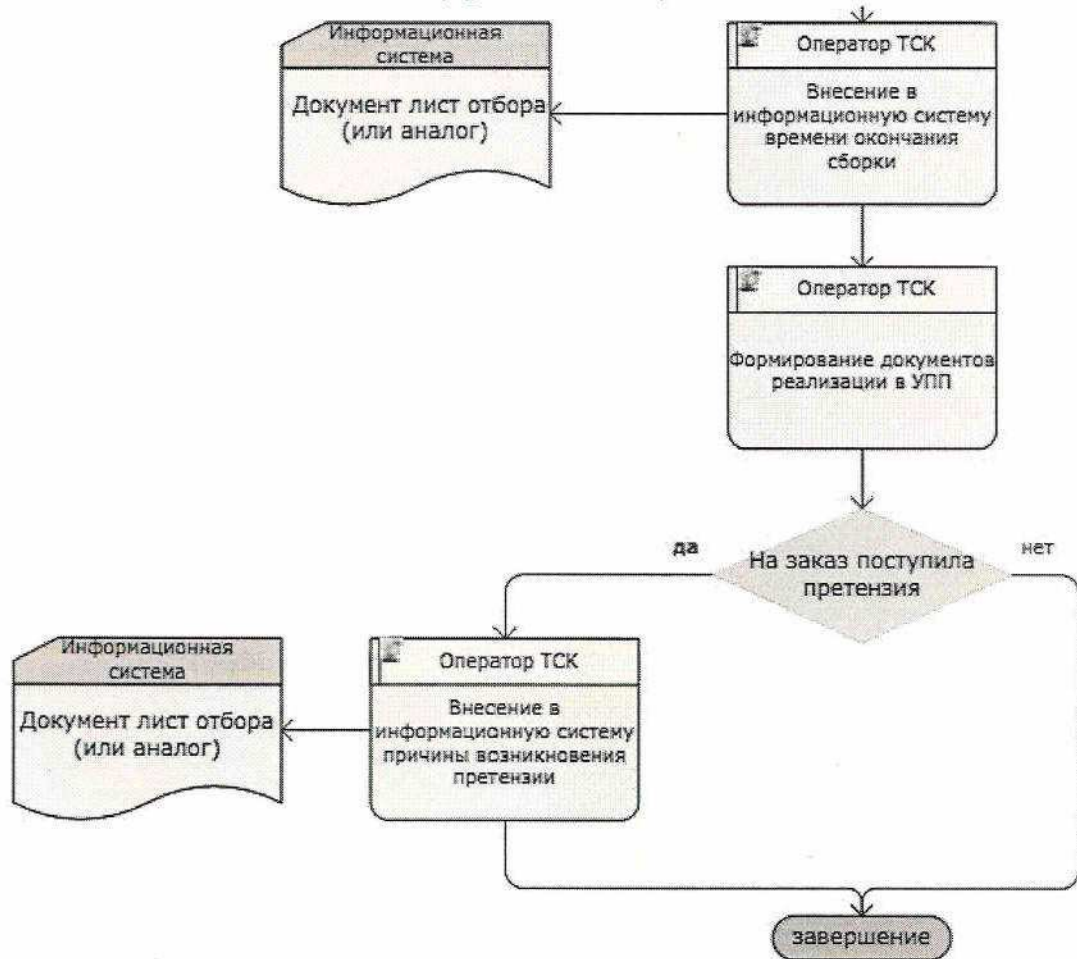 Информационная
система
Документ лист отбора
(или аналог)
Оператор ТСК
Внесение в
информационную систему
времени окончания
сборки
Оператор ТСК
Формирование документов
реализации в УПП
да
На заказ поступила
претензия
нет
Информационная
система
Документ лист отбора
(или аналог)
Оператор ТСК
Внесение в
информационную систему
причины возникновения
претензии
завершение